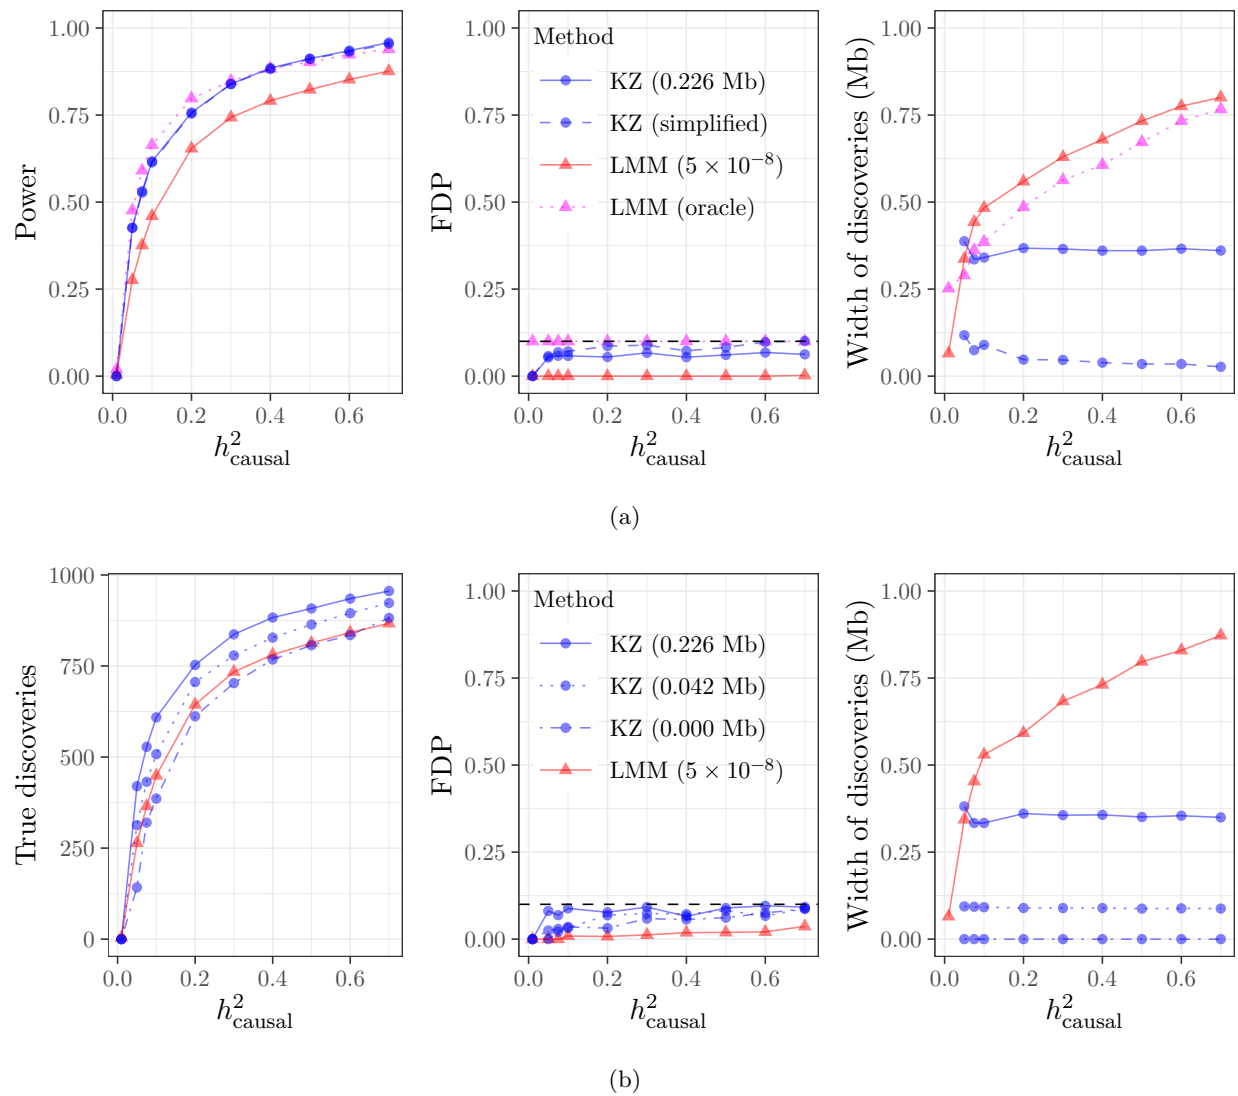 Power
1.00
0.75
0.50
0.25
0.00
0.0 0.2 0.4 0.6
h²causal
FDP
1.00
0.75
0.50
0.25
0.00
Method
KZ (0.226 Mb)
KZ (simplified)
LMM (5 × 10⁻⁸)
LMM (oracle)
0.0 0.2 0.4 0.6
h²causal
Width of discoveries (Mb)
1.00
0.75
0.50
0.25
0.00
0.0 0.2 0.4 0.6
h²causal
(a)
True discoveries
1000
750
500
250
0
0.0 0.2 0.4 0.6
h²causal
FDP
1.00
0.75
0.50
0.25
0.00
Method
KZ (0.226 Mb)
KZ (0.042 Mb)
KZ (0.000 Mb)
LMM (5 × 10⁻⁸)
0.0 0.2 0.4 0.6
h²causal
Width of discoveries (Mb)
1.00
0.75
0.50
0.25
0.00
0.0 0.2 0.4 0.6
h²causal
(b)